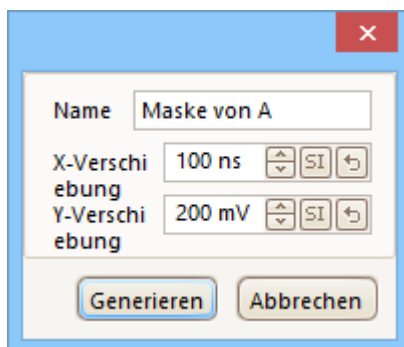 Name Maske von A
X-Verschi
ebung 100 ns SI
Y-Verschi
ebung 200 mV SI
Generieren Abbrechen